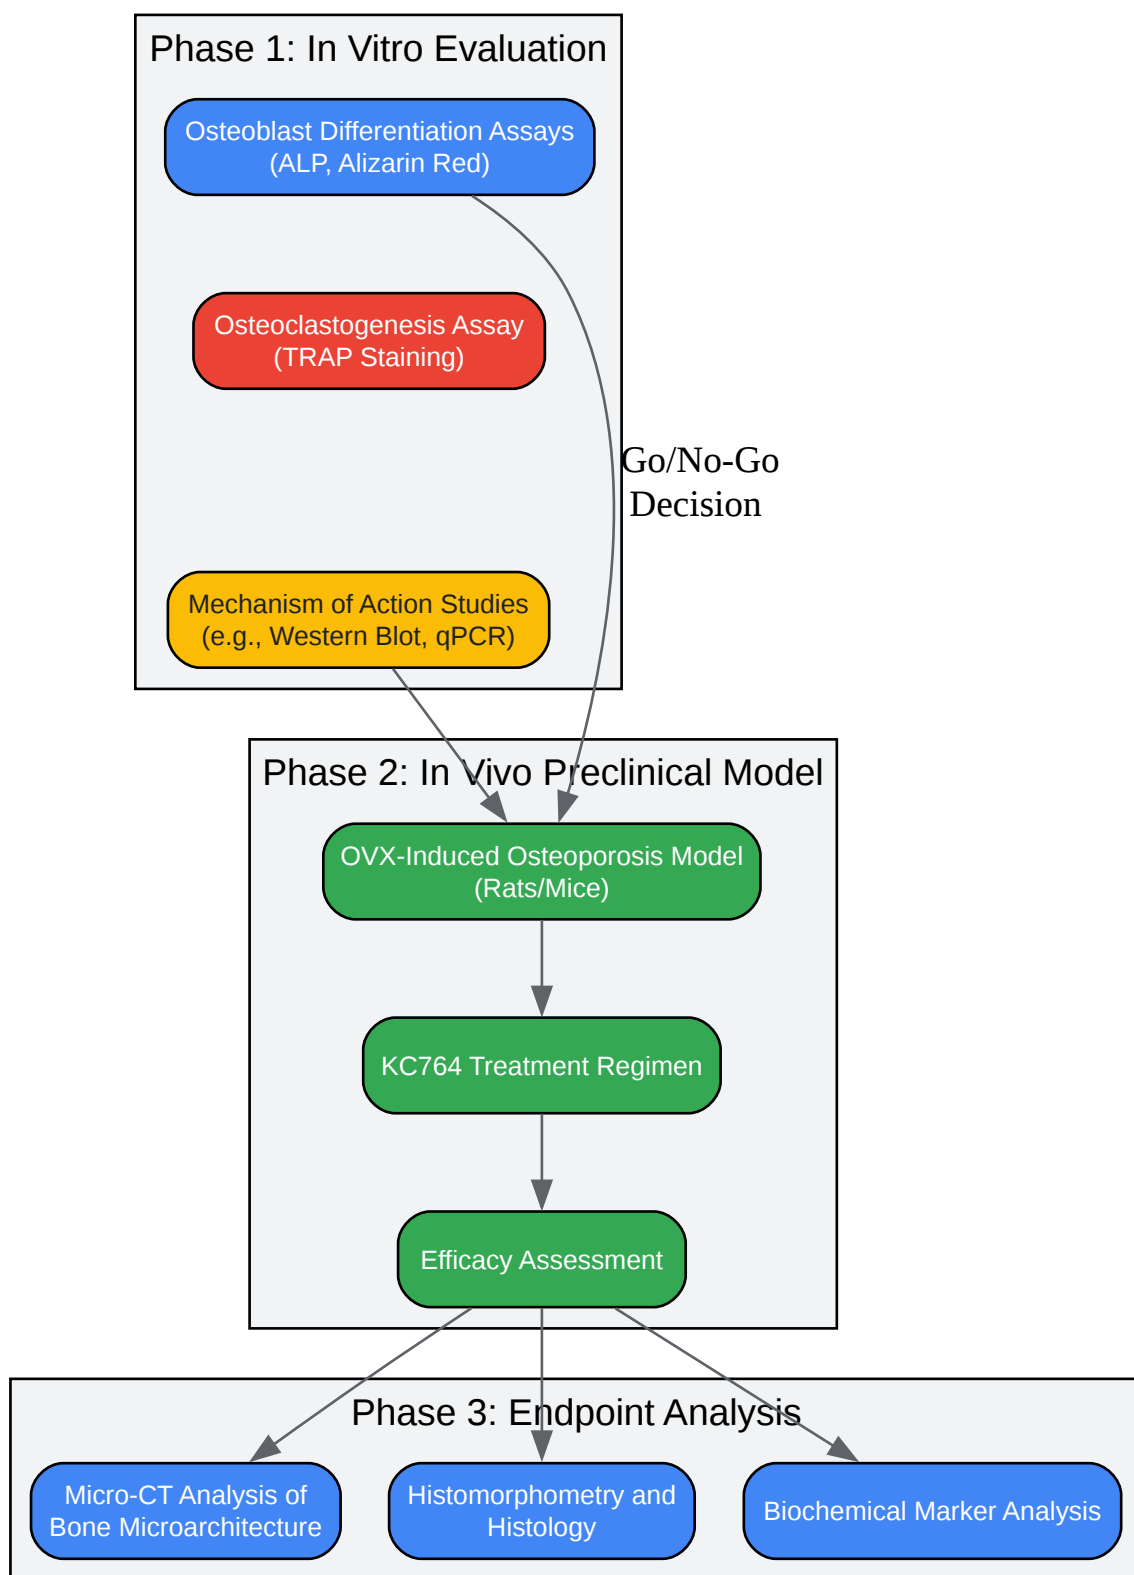 Phase 1: In Vitro Evaluation
Osteoblast Differentiation Assays
(ALP, Alizarin Red)
Osteoclastogenesis Assay
(TRAP Staining)
Go/No-Go
Decision
Mechanism of Action Studies
(e.g., Western Blot, qPCR)
Phase 2: In Vivo Preclinical Model
OVX-Induced Osteoporosis Model
(Rats/Mice)
KC764 Treatment Regimen
Efficacy Assessment
Phase 3: Endpoint Analysis
Micro-CT Analysis of
Bone Microarchitecture
Histomorphometry and
Histology
Biochemical Marker Analysis